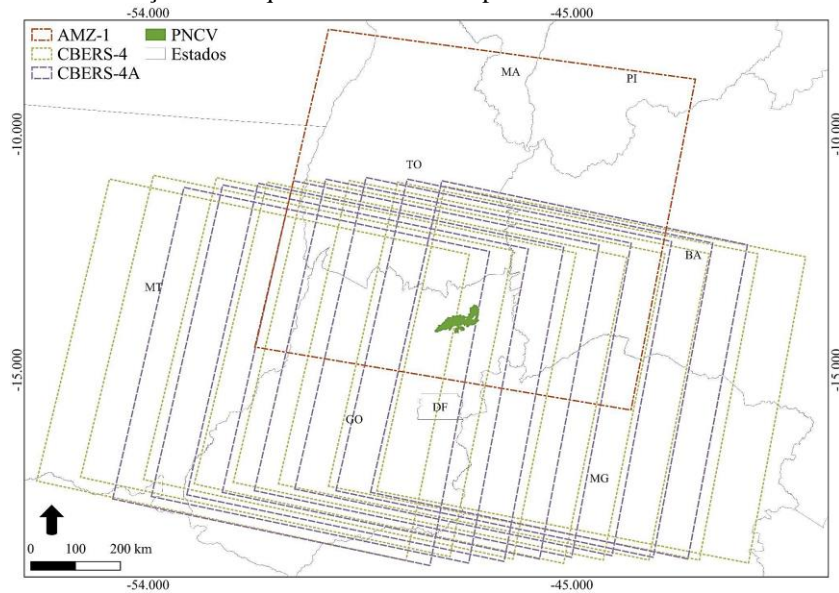 -54.000 -45.000
AMZ-1 PNCV
CBERS-4 Estados
CBERS-4A
MA
PI
-10.000 -10.000
TO
BA
MT
-15.000 -15.000
DF
GO
MG
0 100 200 km
-54.000 -45.000